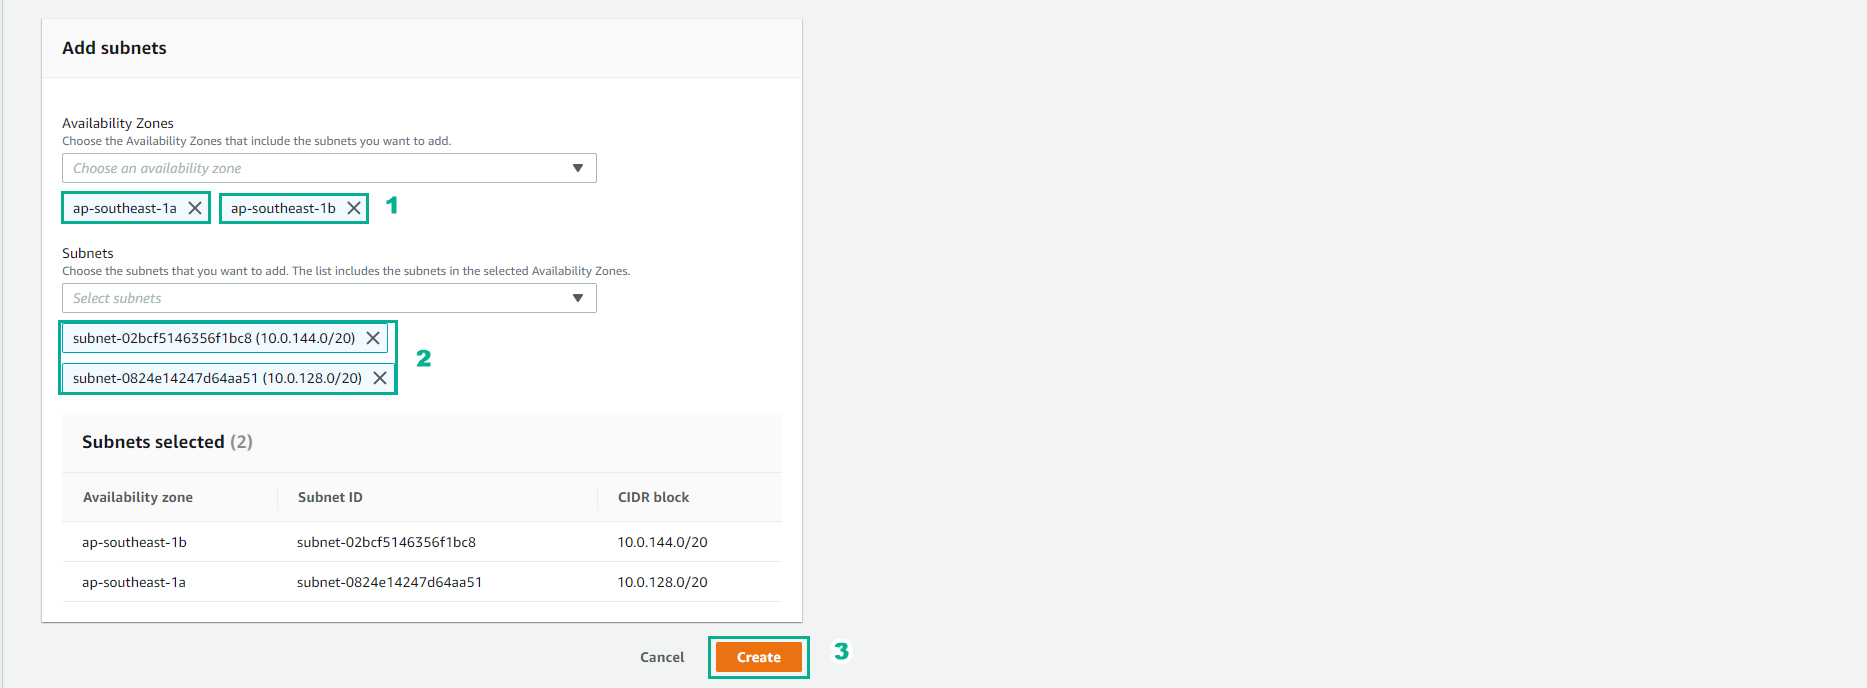 Add subnets
Availability Zones
Choose the Availability Zones that include the subnets you want to add.
Choose an availability zone
ap-southeast-1a ap-southeast-1b 1
Subnets
Choose the subnets that you want to add. The list includes the subnets in the selected Availability Zones.
Select subnets
subnet-02bcf5146356f1bc8 (10.0.144.0/20)
2
subnet-0824e14247d64aa51 (10.0.128.0/20)
Subnets selected (2)
Availability zone Subnet ID CIDR block
ap-southeast-1b subnet-02bcf5146356f1bc8 10.0.144.0/20
ap-southeast-1a subnet-0824e14247d64aa51 10.0.128.0/20
Cancel Create 3